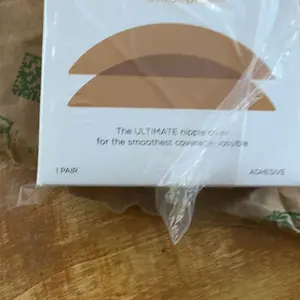 The ULTIMATE nipple cover
for the smoothest coverage possible
1 PAIR
ADHESIVE